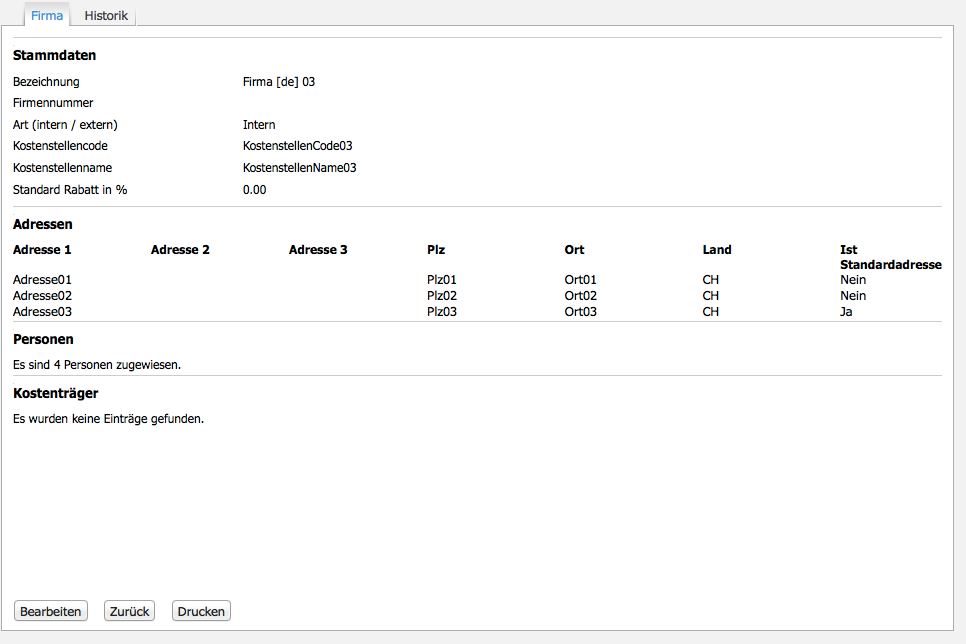 Firma Historik
Stammdaten
Bezeichnung Firma [de] 03
Firmennummer
Art (intern / extern) Intern
Kostenstellencode KostenstellenCode03
Kostenstellenname KostenstellenName03
Standard Rabatt in % 0.00
Adressen
Adresse 1 Adresse 2 Adresse 3 Plz Ort Land Ist
Standardadresse
Adresse01 Plz01 Ort01 CH Nein
Adresse02 Plz02 Ort02 CH Nein
Adresse03 Plz03 Ort03 CH Ja
Personen
Es sind 4 Personen zugewiesen.
Kostenträger
Es wurden keine Einträge gefunden.
Bearbeiten Zurück Drucken